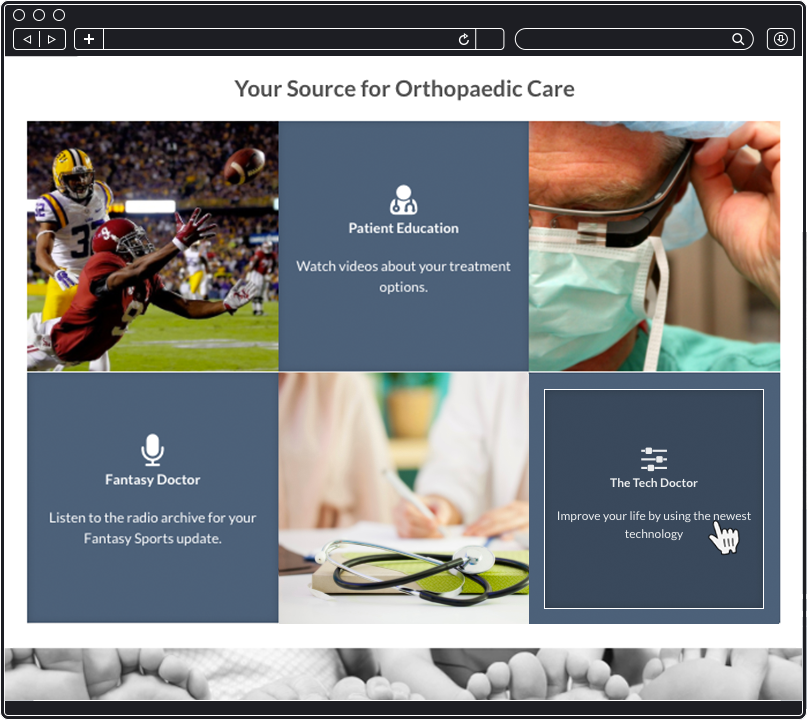 Your Source for Orthopaedic Care
Patient Education
Watch videos about your treatment
options.
Fantasy Doctor
Listen to the radio archive for your
Fantasy Sports update.
The Tech Doctor
Improve your life by using the newest
technology